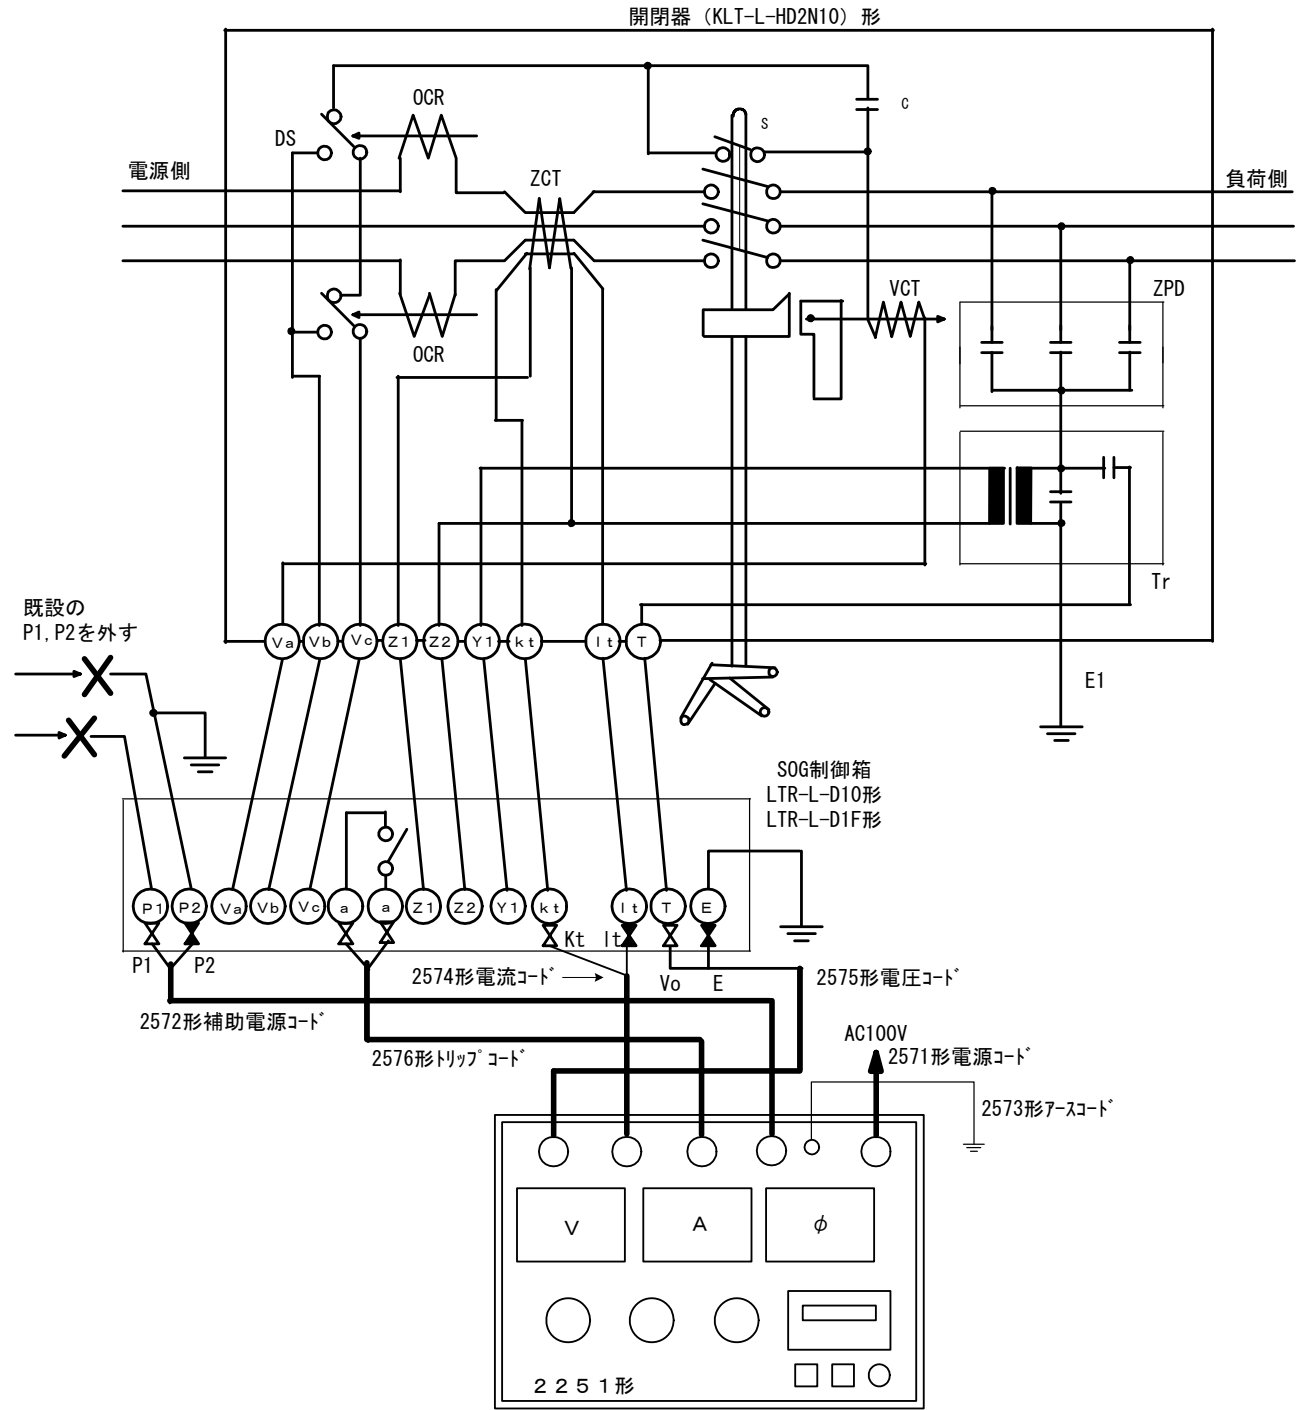 開閉器（KLT-L-HD2N10）形
OCR
C
DS
S
電源側
ZCT
負荷側
VCT
ZPD
OCR
Tr
既設の
P1,P2を外す
Va
Vb
Vc
Z1
Z2
Y1
kt
lt
T
E1
SOG制御箱
LTR-L-D10形
LTR-L-D1F形
P1
P2
Va
Vb
Vc
a
a
Z1
Z2
Y1
kt
lt
T
E
Kt
lt
P1
P2
2574形電流ｺｰﾄﾞ
Vo
E
2575形電圧ｺｰﾄﾞ
2572形補助電源ｺｰﾄﾞ
2576形ﾄﾘｯﾌﾟｺｰﾄﾞ
AC100V
2571形電源ｺｰﾄﾞ
2573形ｱｰｽｺｰﾄﾞ
V
A
φ
２２５１形